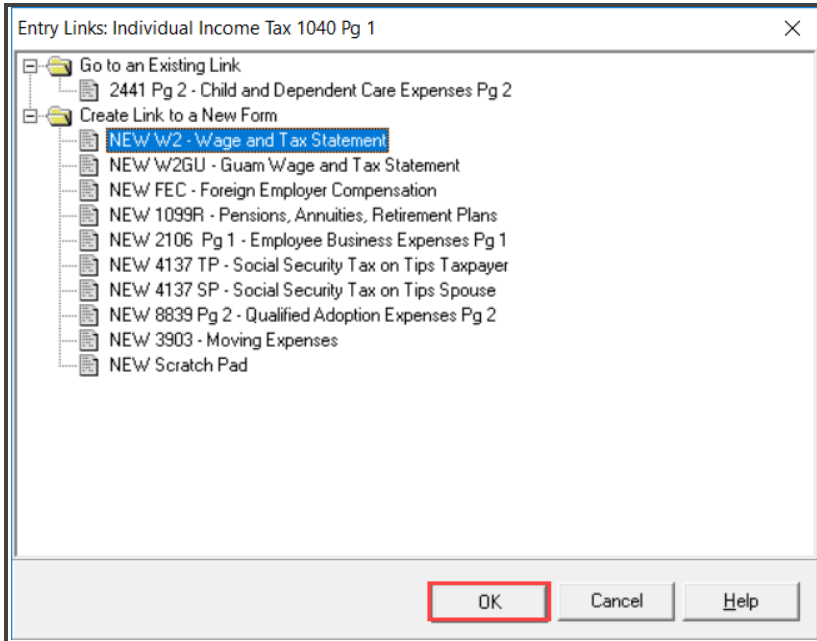 Entry Links: Individual Income Tax 1040 Pg 1
Go to an Existing Link
2441 Pg 2 - Child and Dependent Care Expenses Pg 2
Create Link to a New Form
NEW W2 - Wage and Tax Statement
NEW W2GU - Guam Wage and Tax Statement
NEW FEC - Foreign Employer Compensation
NEW 1099R - Pensions, Annuities, Retirement Plans
NEW 2106 Pg 1 - Employee Business Expenses Pg 1
NEW 4137 TP - Social Security Tax on Tips Taxpayer
NEW 4137 SP - Social Security Tax on Tips Spouse
NEW 8839 Pg 2 - Qualified Adoption Expenses Pg 2
NEW 3903 - Moving Expenses
NEW Scratch Pad
OK Cancel Help